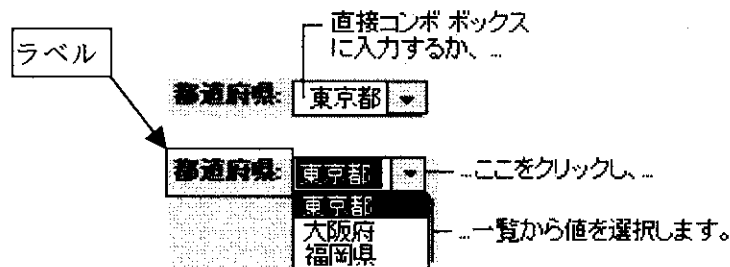 ラベル
直接コンボ ボックス
に入力するか、...
都道府県: 東京都
都道府県: 東京都
...ここをクリックし、...
東京都
大阪府
...一覧から値を選択します。
福岡県